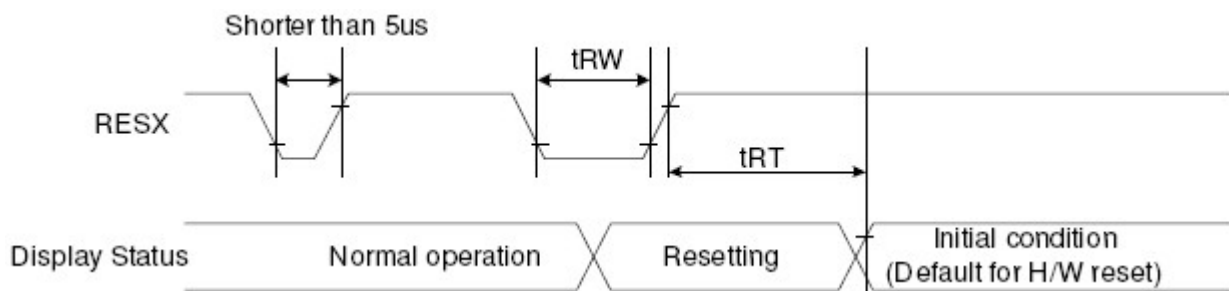 Shorter than 5us
tRW
RESX
tRT
Display Status
Normal operation
Resetting
Initial condition
(Default for H/W reset)